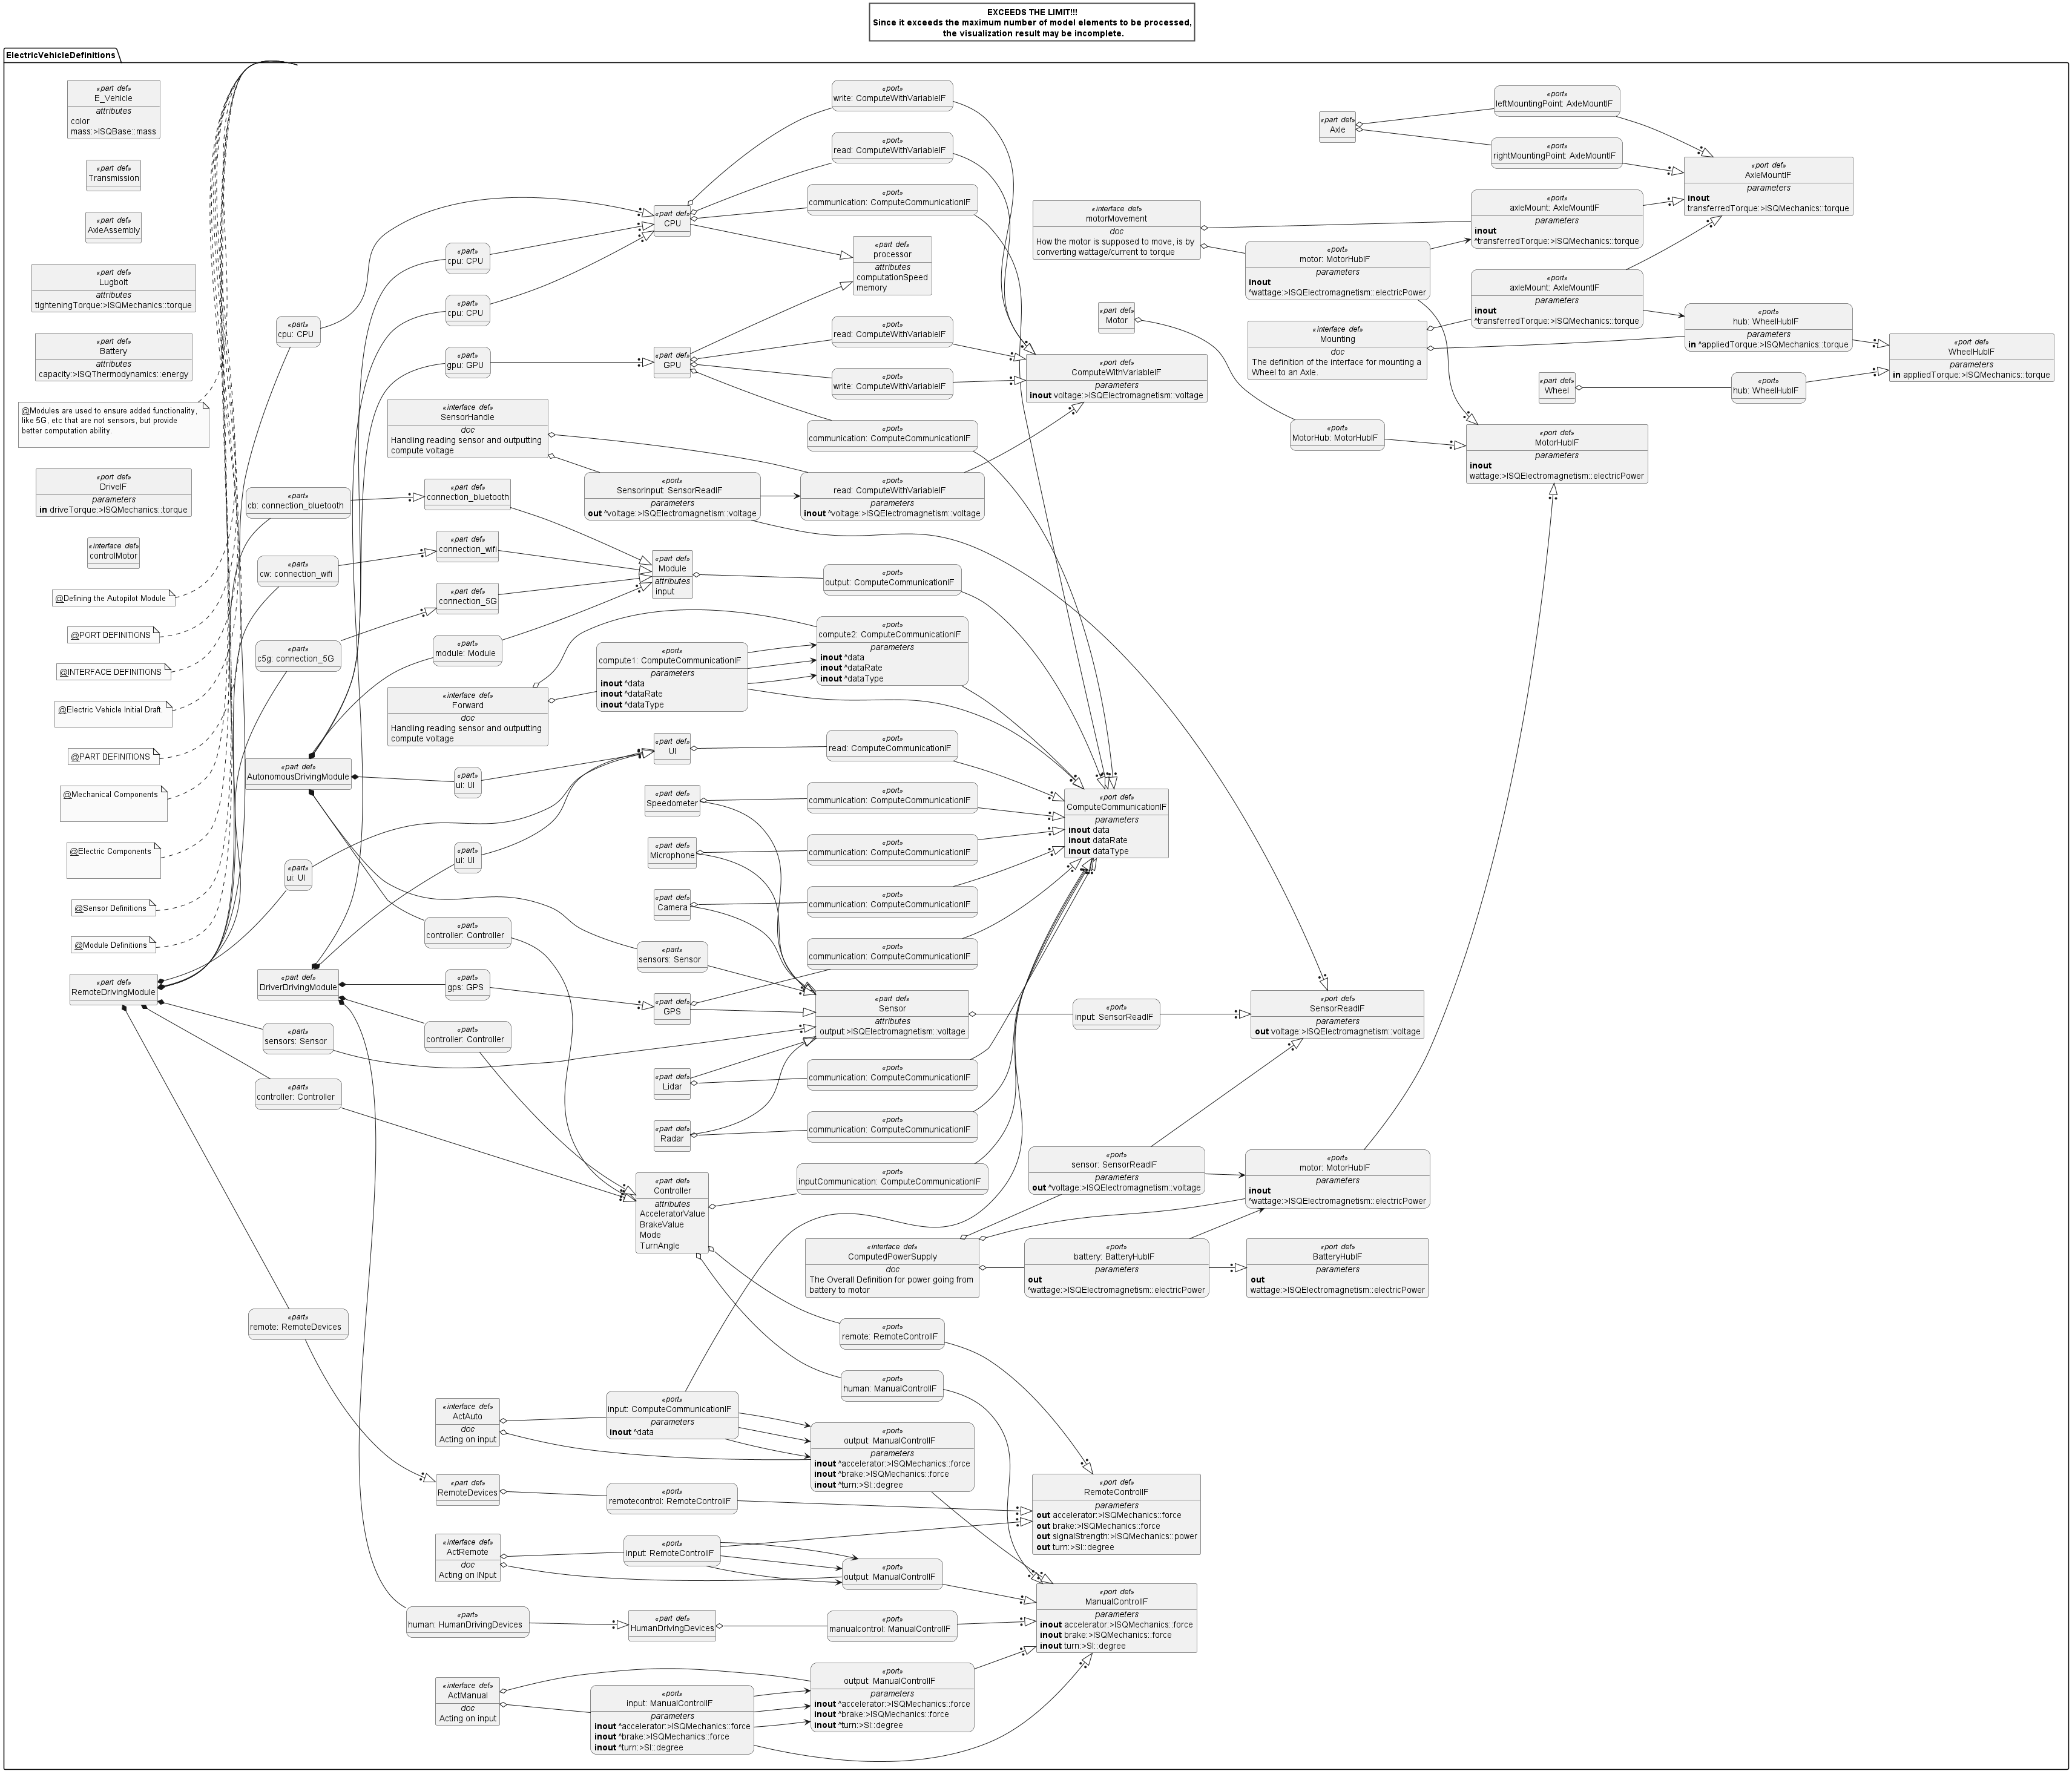 EXCEEDS THE LIMIT!!!
Since it exceeds the maximum number of model elements to be processed,
the visualization result may be incomplete.
ElectricVehicleDefinitions
«part def»
E_Vehicle
attributes
color
mass:>ISQBase::mass
«part def»
Transmission
«part def»
AxleAssembly
«part def»
Lugbolt
attributes
tighteningTorque:>ISQMechanics::torque
«part def»
Battery
attributes
capacity:>ISQThermodynamics::energy
@Modules are used to ensure added functionality,
like 5G, etc that are not sensors, but provide
better computation ability.
«port def»
DriveIF
parameters
in driveTorque:>ISQMechanics::torque
«interface def»
controlMotor
@Defining the Autopilot Module
@PORT DEFINITIONS
@INTERFACE DEFINITIONS
@Electric Vehicle Initial Draft.
@PART DEFINITIONS
@Mechanical Components
@Electric Components
@Sensor Definitions
@Module Definitions
«part def»
RemoteDrivingModule
«part»
cpu: CPU
«part»
cb: connection_bluetooth
«part»
cw: connection_wifi
«part»
c5g: connection_5G
«part def»
AutonomousDrivingModule
«part»
ui: UI
«part def»
DriverDrivingModule
«part»
sensors: Sensor
«part»
controller: Controller
«part»
remote: RemoteDevices
«part»
cpu: CPU
«part»
cpu: CPU
«part»
gpu: GPU
«interface def»
SensorHandle
doc
Handling reading sensor and outputting
compute voltage
«part def»
connection_bluetooth
«part def»
connection_wifi
«part def»
connection_5G
«part»
module: Module
«interface def»
Forward
doc
Handling reading sensor and outputting
compute voltage
«part»
ui: UI
«part»
ui: UI
«part»
controller: Controller
«part»
gps: GPS
«part»
controller: Controller
«interface def»
ActAuto
doc
Acting on input
«part def»
RemoteDevices
«interface def»
ActRemote
doc
Acting on INput
«part»
human: HumanDrivingDevices
«interface def»
ActManual
doc
Acting on input
«part def»
CPU
«part def»
GPU
«port»
SensorInput: SensorReadIF
parameters
out ^voltage:>ISQElectromagnetism::voltage
«part def»
Module
attributes
input
«port»
compute1: ComputeCommunicationIF
parameters
inout ^data
inout ^dataRate
inout ^dataType
«part def»
UI
«part def»
Speedometer
«part def»
Microphone
«part def»
Camera
«part»
sensors: Sensor
«part def»
GPS
«part def»
Lidar
«part def»
Radar
«part def»
Controller
attributes
AcceleratorValue
BrakeValue
Mode
TurnAngle
«port»
input: ComputeCommunicationIF
parameters
inout ^data
«port»
remotecontrol: RemoteControlIF
«port»
input: RemoteControlIF
«part def»
HumanDrivingDevices
«port»
input: ManualControlIF
parameters
inout ^accelerator:>ISQMechanics::force
inout ^brake:>ISQMechanics::force
inout ^turn:>SI::degree
«port»
write: ComputeWithVariableIF
«port»
read: ComputeWithVariableIF
«port»
communication: ComputeCommunicationIF
«part def»
processor
attributes
computationSpeed
memory
«port»
read: ComputeWithVariableIF
«port»
write: ComputeWithVariableIF
«port»
communication: ComputeCommunicationIF
«port»
read: ComputeWithVariableIF
parameters
inout ^voltage:>ISQElectromagnetism::voltage
«port»
output: ComputeCommunicationIF
«port»
compute2: ComputeCommunicationIF
parameters
inout ^data
inout ^dataRate
inout ^dataType
«port»
read: ComputeCommunicationIF
«port»
communication: ComputeCommunicationIF
«port»
communication: ComputeCommunicationIF
«port»
communication: ComputeCommunicationIF
«port»
communication: ComputeCommunicationIF
«part def»
Sensor
attributes
output:>ISQElectromagnetism::voltage
«port»
communication: ComputeCommunicationIF
«port»
communication: ComputeCommunicationIF
«port»
inputCommunication: ComputeCommunicationIF
«interface def»
ComputedPowerSupply
doc
The Overall Definition for power going from
battery to motor
«port»
remote: RemoteControlIF
«port»
human: ManualControlIF
«port»
output: ManualControlIF
parameters
inout ^accelerator:>ISQMechanics::force
inout ^brake:>ISQMechanics::force
inout ^turn:>SI::degree
«port»
output: ManualControlIF
«port»
manualcontrol: ManualControlIF
«port»
output: ManualControlIF
parameters
inout ^accelerator:>ISQMechanics::force
inout ^brake:>ISQMechanics::force
inout ^turn:>SI::degree
«interface def»
motorMovement
doc
How the motor is supposed to move, is by
converting wattage/current to torque
«part def»
Motor
«port def»
ComputeWithVariableIF
parameters
inout voltage:>ISQElectromagnetism::voltage
«port def»
ComputeCommunicationIF
parameters
inout data
inout dataRate
inout dataType
«port»
input: SensorReadIF
«port»
sensor: SensorReadIF
parameters
out ^voltage:>ISQElectromagnetism::voltage
«port»
battery: BatteryHubIF
parameters
out
^wattage:>ISQElectromagnetism::electricPower
«port def»
RemoteControlIF
parameters
out accelerator:>ISQMechanics::force
out brake:>ISQMechanics::force
out signalStrength:>ISQMechanics::power
out turn:>SI::degree
«port def»
ManualControlIF
parameters
inout accelerator:>ISQMechanics::force
inout brake:>ISQMechanics::force
inout turn:>SI::degree
«part def»
Axle
«port»
motor: MotorHubIF
parameters
inout
^wattage:>ISQElectromagnetism::electricPower
«interface def»
Mounting
doc
The definition of the interface for mounting a
Wheel to an Axle.
«port»
MotorHub: MotorHubIF
«port def»
SensorReadIF
parameters
out voltage:>ISQElectromagnetism::voltage
«port»
motor: MotorHubIF
parameters
inout
^wattage:>ISQElectromagnetism::electricPower
«port def»
BatteryHubIF
parameters
out
wattage:>ISQElectromagnetism::electricPower
«port»
leftMountingPoint: AxleMountIF
«port»
rightMountingPoint: AxleMountIF
«port»
axleMount: AxleMountIF
parameters
inout
^transferredTorque:>ISQMechanics::torque
«port»
axleMount: AxleMountIF
parameters
inout
^transferredTorque:>ISQMechanics::torque
«part def»
Wheel
«port def»
MotorHubIF
parameters
inout
wattage:>ISQElectromagnetism::electricPower
«port def»
AxleMountIF
parameters
inout
transferredTorque:>ISQMechanics::torque
«port»
hub: WheelHubIF
parameters
in ^appliedTorque:>ISQMechanics::torque
«port»
hub: WheelHubIF
«port def»
WheelHubIF
parameters
in appliedTorque:>ISQMechanics::torque